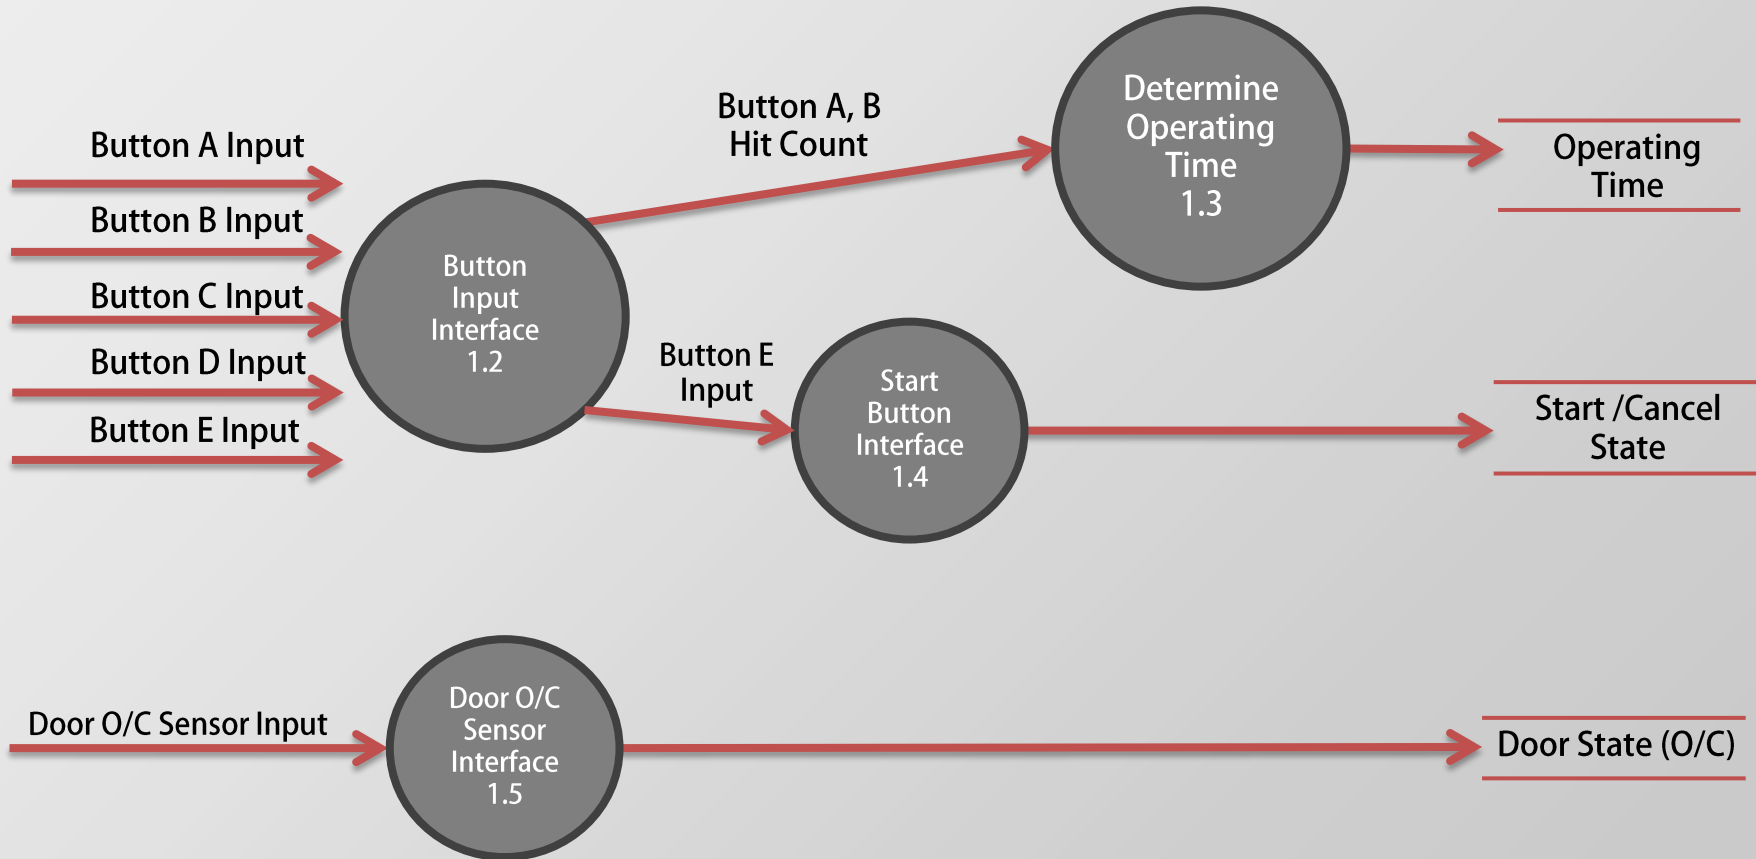 Button A Input
Button B Input
Button C Input
Button D Input
Button E Input
Button
Input
Interface
1.2
Button A, B
Hit Count
Determine
Operating
Time
1.3
Operating
Time
Button E
Input
Start
Button
Interface
1.4
Start /Cancel
State
Door O/C Sensor Input
Door O/C
Sensor
Interface
1.5
Door State (O/C)